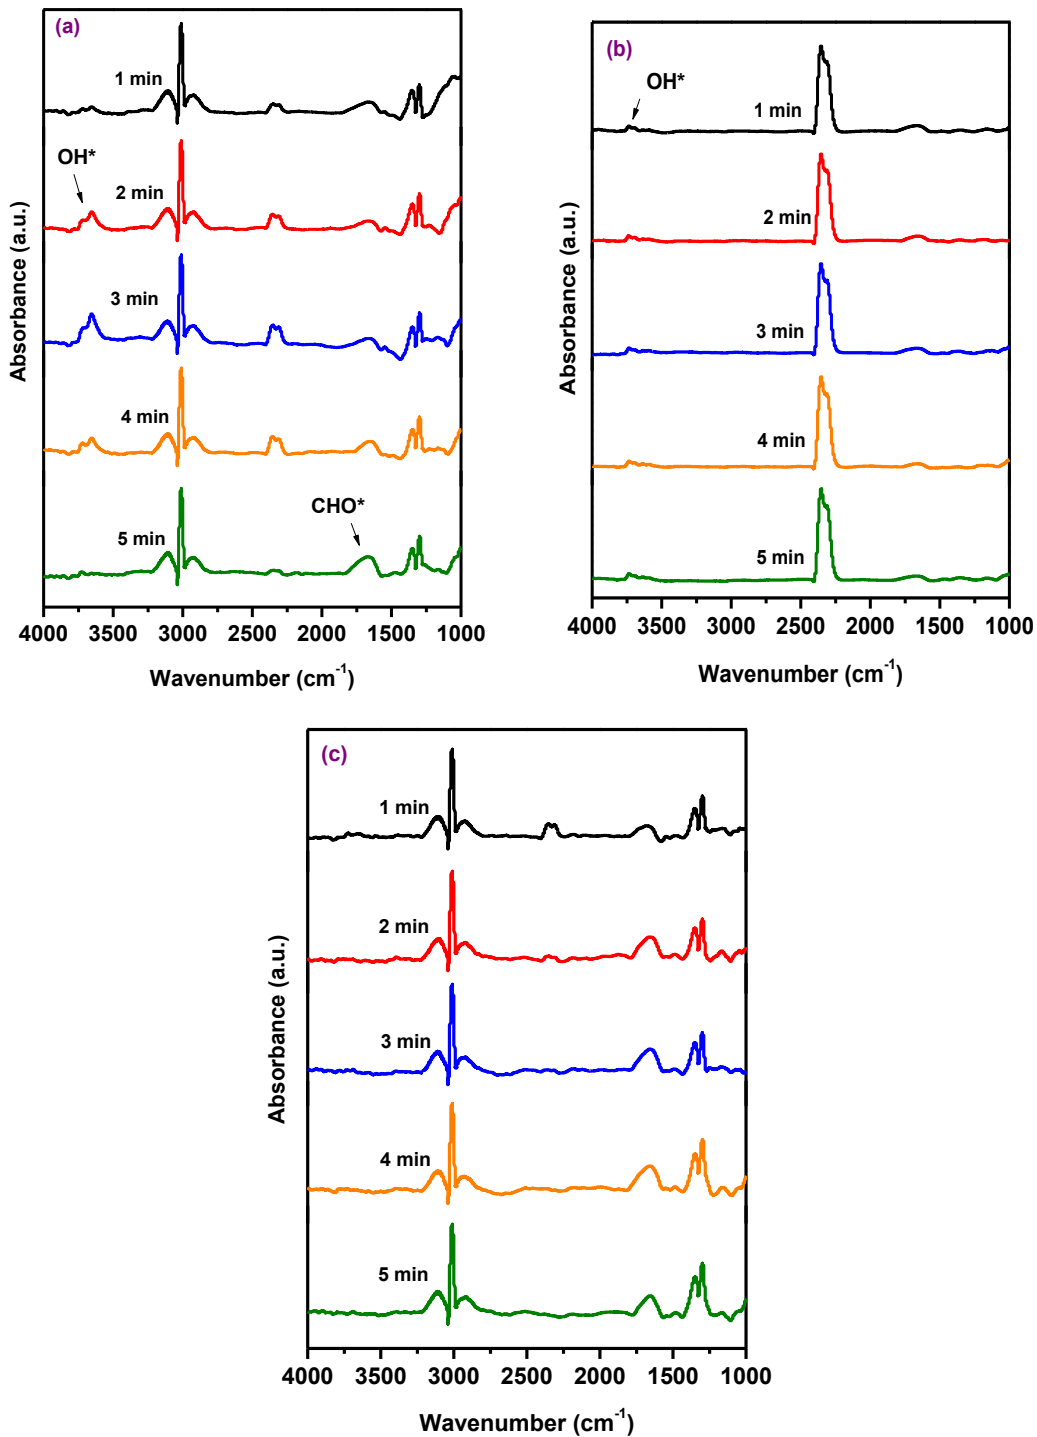 (a)
1 min
OH*
2 min
3 min
4 min
CHO*
5 min
Absorbance (a.u.)
4000 3500 3000 2500 2000 1500 1000
Wavenumber (cm⁻¹)
(b)
OH*
1 min
2 min
3 min
4 min
5 min
Absorbance (a.u.)
4000 3500 3000 2500 2000 1500 1000
Wavenumber (cm⁻¹)
(c)
1 min
2 min
3 min
4 min
5 min
Absorbance (a.u.)
4000 3500 3000 2500 2000 1500 1000
Wavenumber (cm⁻¹)